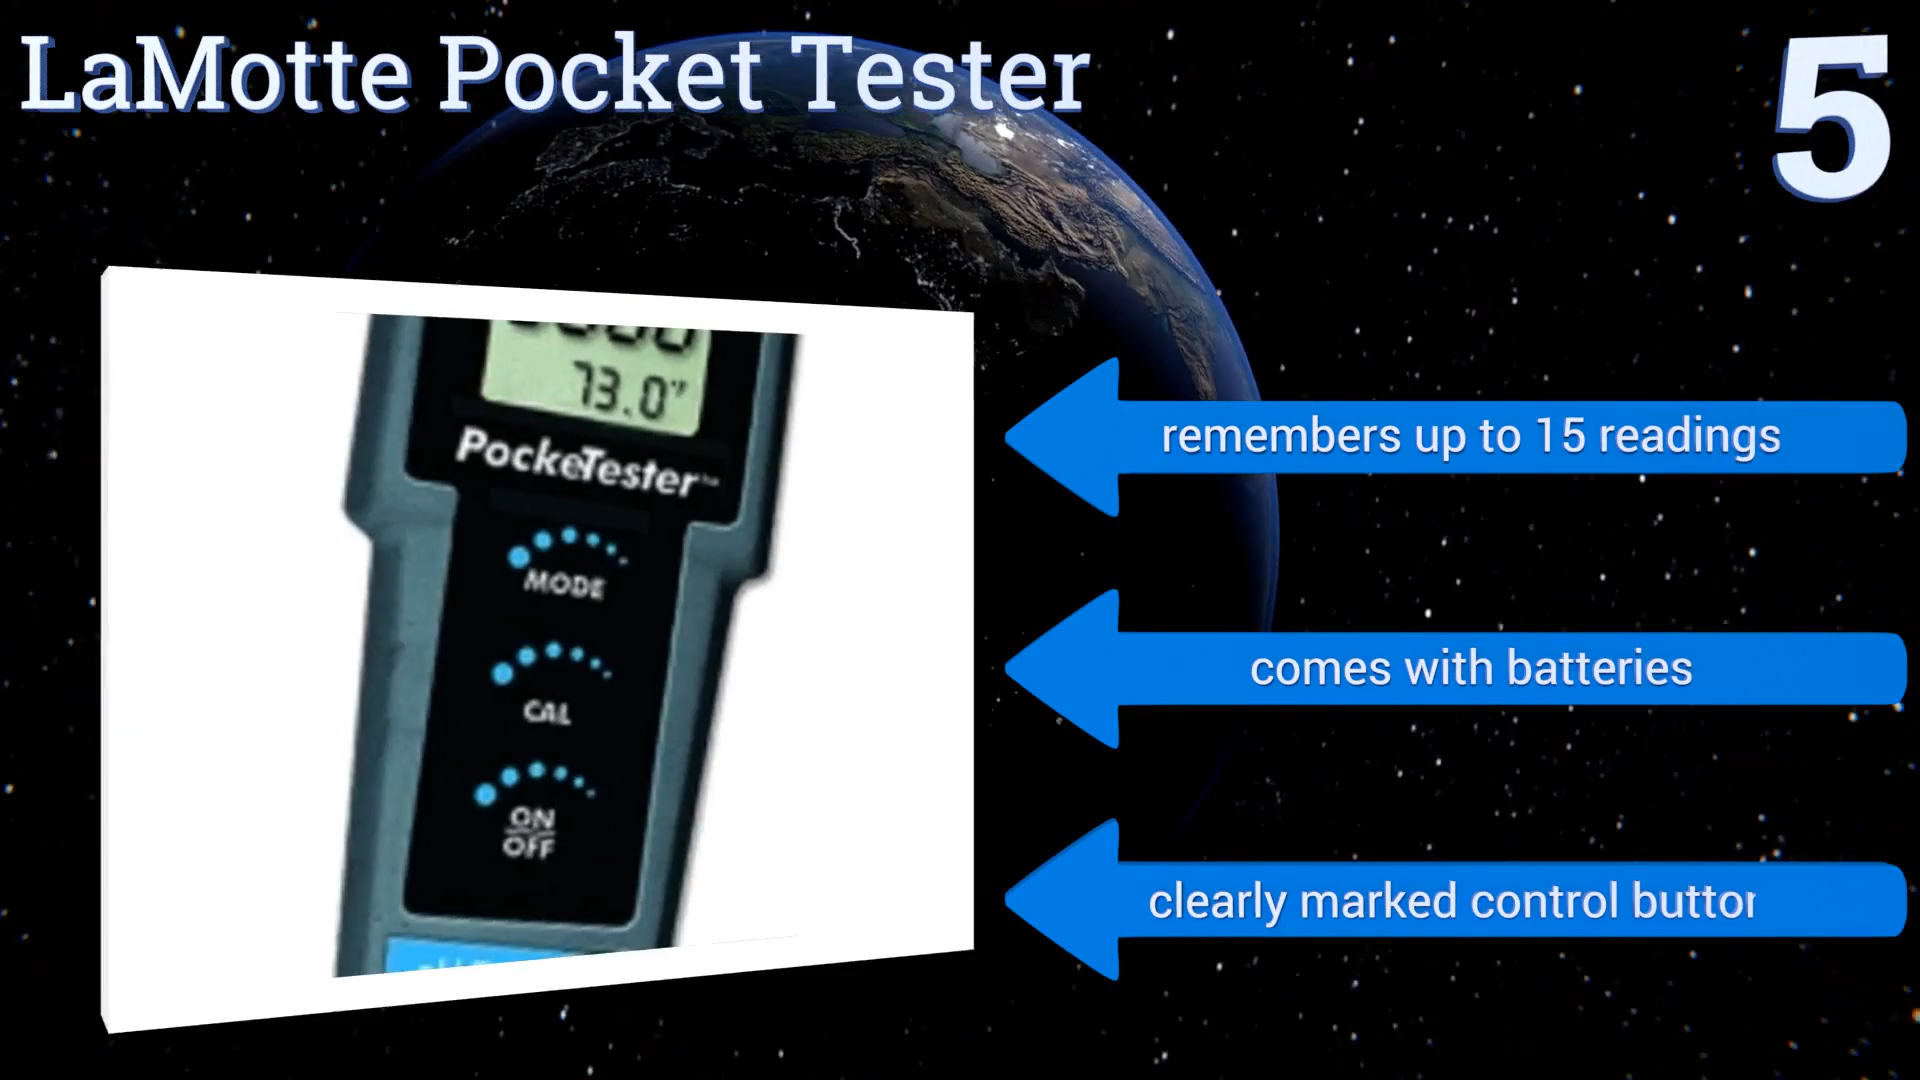 LaMotte Pocket Tester
5
73.0°F
PockeTester™
MODE
CAL
ON
OFF
remembers up to 15 readings
comes with batteries
clearly marked control buttor